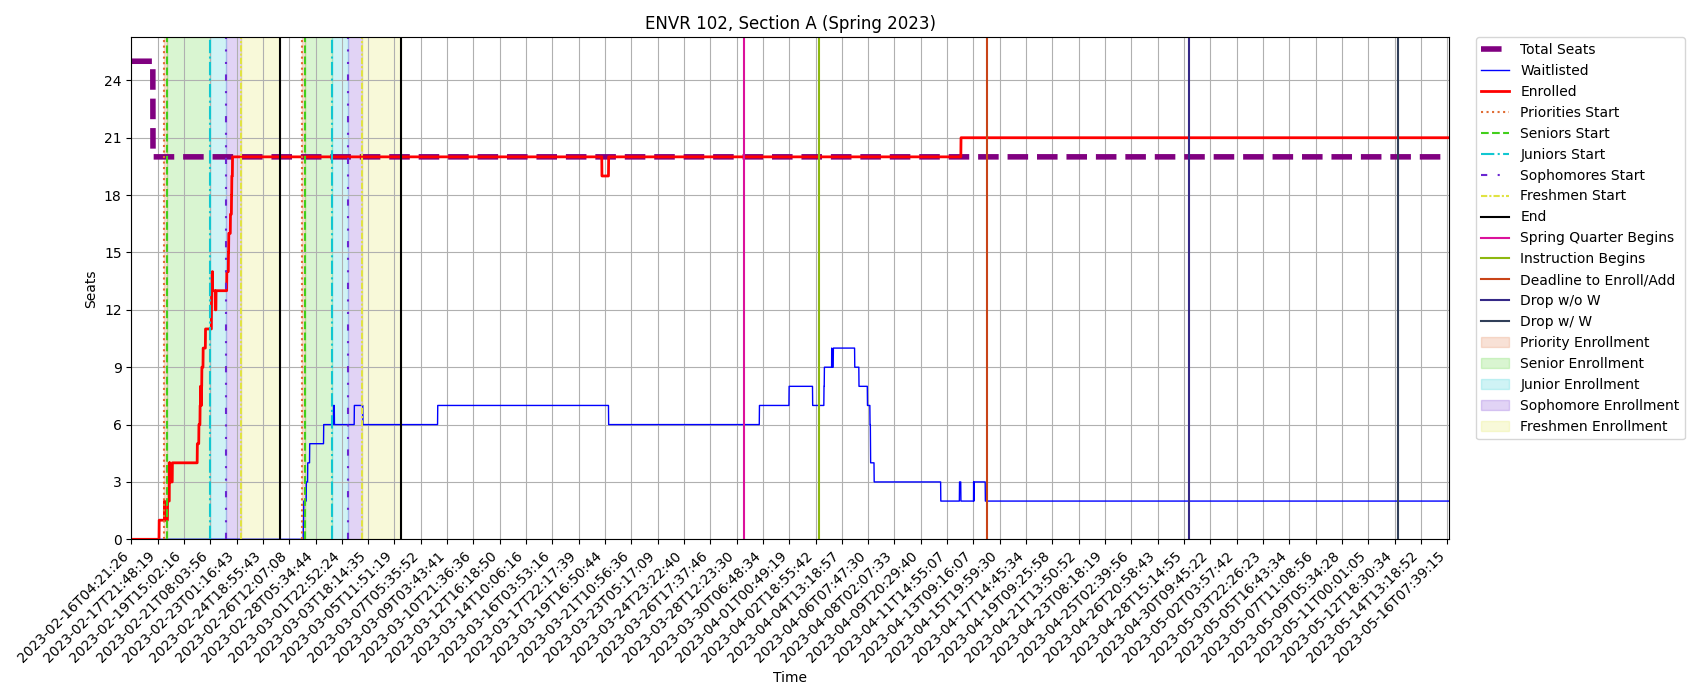 ENVR 102, Section A (Spring 2023)
Seats
24
21
18
15
12
9
6
3
0
2023-02-16T04:21:26
2023-02-17T21:48:19
2023-02-19T15:02:16
2023-02-21T08:03:56
2023-02-23T01:16:43
2023-02-24T18:55:43
2023-02-26T12:07:09
2023-02-28T05:34:44
2023-03-01T22:52:24
2023-03-03T18:14:35
2023-03-05T11:51:19
2023-03-07T05:35:52
2023-03-09T03:43:41
2023-03-12T21:36:36
2023-03-12T16:18:50
2023-03-14T10:06:16
2023-03-16T03:53:16
2023-03-17T22:17:39
2023-03-19T16:50:44
2023-03-21T10:56:36
2023-03-23T05:17:09
2023-03-24T23:22:40
2023-03-26T17:37:46
2023-03-28T12:23:30
2023-03-30T06:48:34
2023-04-01T00:49:19
2023-04-02T18:55:42
2023-04-04T13:18:57
2023-04-06T07:47:30
2023-04-08T02:07:33
2023-04-09T20:29:40
2023-04-11T14:55:07
2023-04-13T09:16:07
2023-04-15T19:59:30
2023-04-17T14:45:34
2023-04-19T09:25:58
2023-04-21T13:50:52
2023-04-23T08:18:19
2023-04-25T02:39:56
2023-04-26T20:58:43
2023-04-28T15:14:55
2023-04-30T09:45:22
2023-05-02T03:57:42
2023-05-03T22:26:23
2023-05-05T16:43:34
2023-05-07T11:08:56
2023-05-09T05:34:28
2023-05-11T00:01:05
2023-05-12T18:30:34
2023-05-14T13:18:52
2023-05-16T07:39:15
Time
Total Seats
Waitlisted
Enrolled
Priorities Start
Seniors Start
Juniors Start
Sophomores Start
Freshmen Start
End
Spring Quarter Begins
Instruction Begins
Deadline to Enroll/Add
Drop w/o W
Drop w/ W
Priority Enrollment
Senior Enrollment
Junior Enrollment
Sophomore Enrollment
Freshmen Enrollment